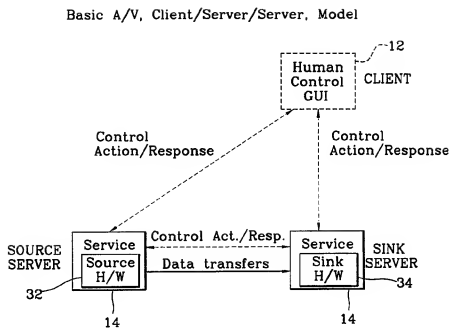 Basic A/V, Client/Server/Server, Model
12
Human
Control
GUI
CLIENT
Control
Action/Response
Control
Action/Response
SOURCE
SERVER
Service
Source
H/W
32
14
Control Act./Resp.
Data transfers
Service
Sink
H/W
SINK
SERVER
34
14